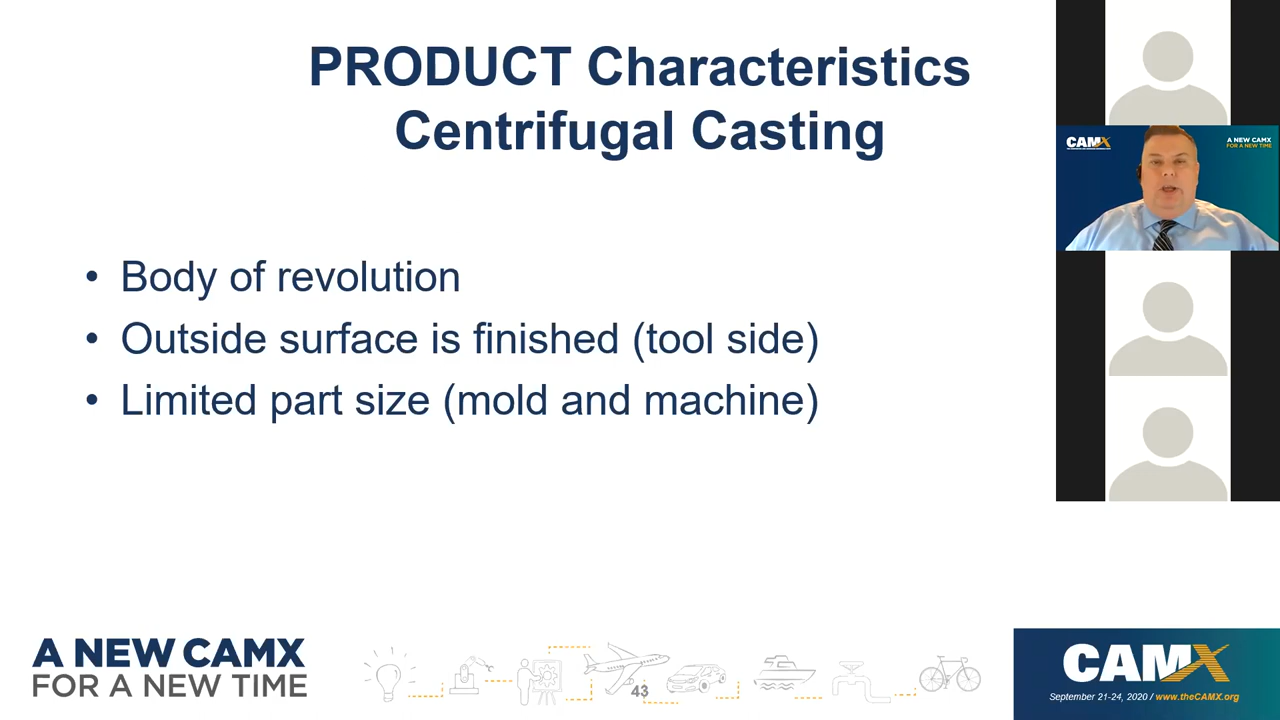 PRODUCT Characteristics
Centrifugal Casting
• Body of revolution
• Outside surface is finished (tool side)
• Limited part size (mold and machine)
CAMX
A NEW CAMX
FOR A NEW TIME
A NEW CAMX
FOR A NEW TIME
43
CAMX
September 21-24, 2020 / www.theCAMX.org